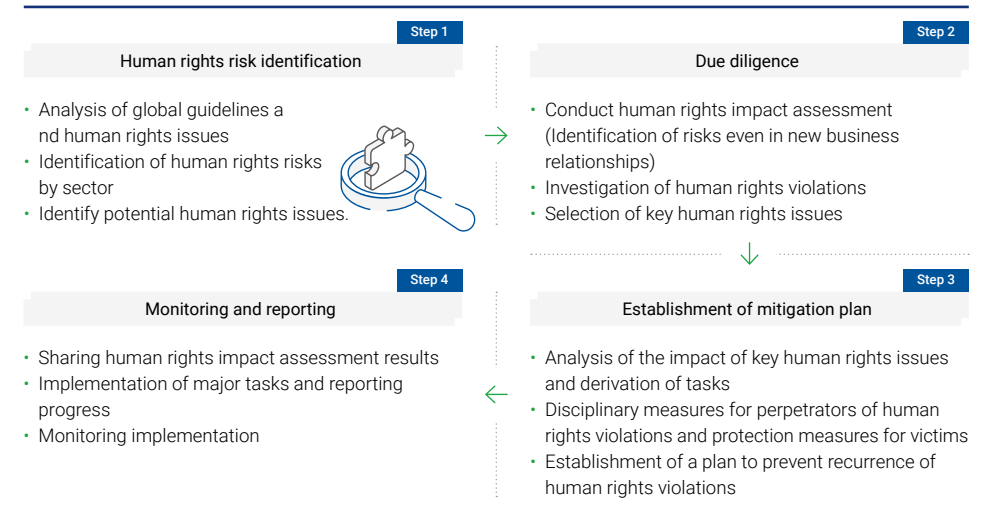 Step 1
Human rights risk identification
• Analysis of global guidelines a
nd human rights issues
• Identification of human rights risks
by sector
• Identify potential human rights issues.
Step 2
Due diligence
• Conduct human rights impact assessment
(Identification of risks even in new business
relationships)
• Investigation of human rights violations
• Selection of key human rights issues
Step 3
Establishment of mitigation plan
• Analysis of the impact of key human rights issues
and derivation of tasks
• Disciplinary measures for perpetrators of human
rights violations and protection measures for victims
• Establishment of a plan to prevent recurrence of
human rights violations
Step 4
Monitoring and reporting
• Sharing human rights impact assessment results
• Implementation of major tasks and reporting
progress
• Monitoring implementation